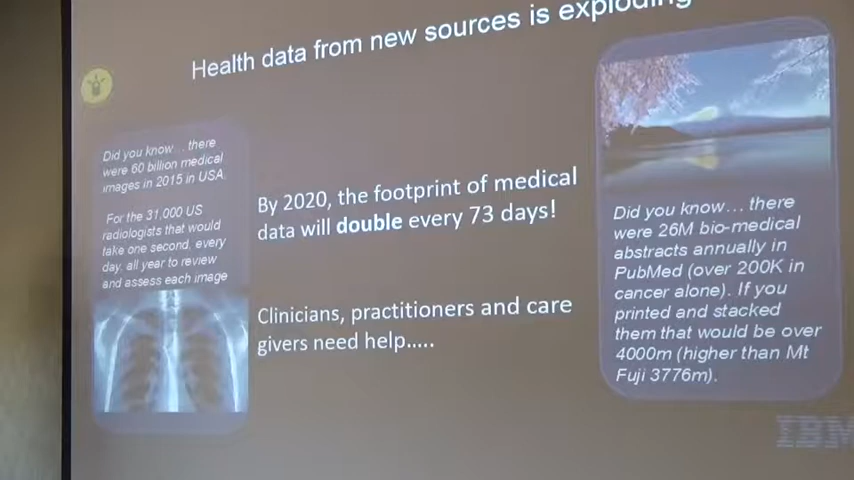 Health data from new sources is exploding
Did you know... there
were 60 billion medical
images in 2015 in USA.
For the 31,000 US
radiologists that would
take one second, every
day, all year to review
and assess each image
By 2020, the footprint of medical
data will double every 73 days!
Clinicians, practitioners and care
givers need help.....
Did you know... there
were 26M bio-medical
abstracts annually in
PubMed (over 200K in
cancer alone). If you
printed and stacked
them that would be over
4000m (higher than Mt
Fuji 3776m).
IBM